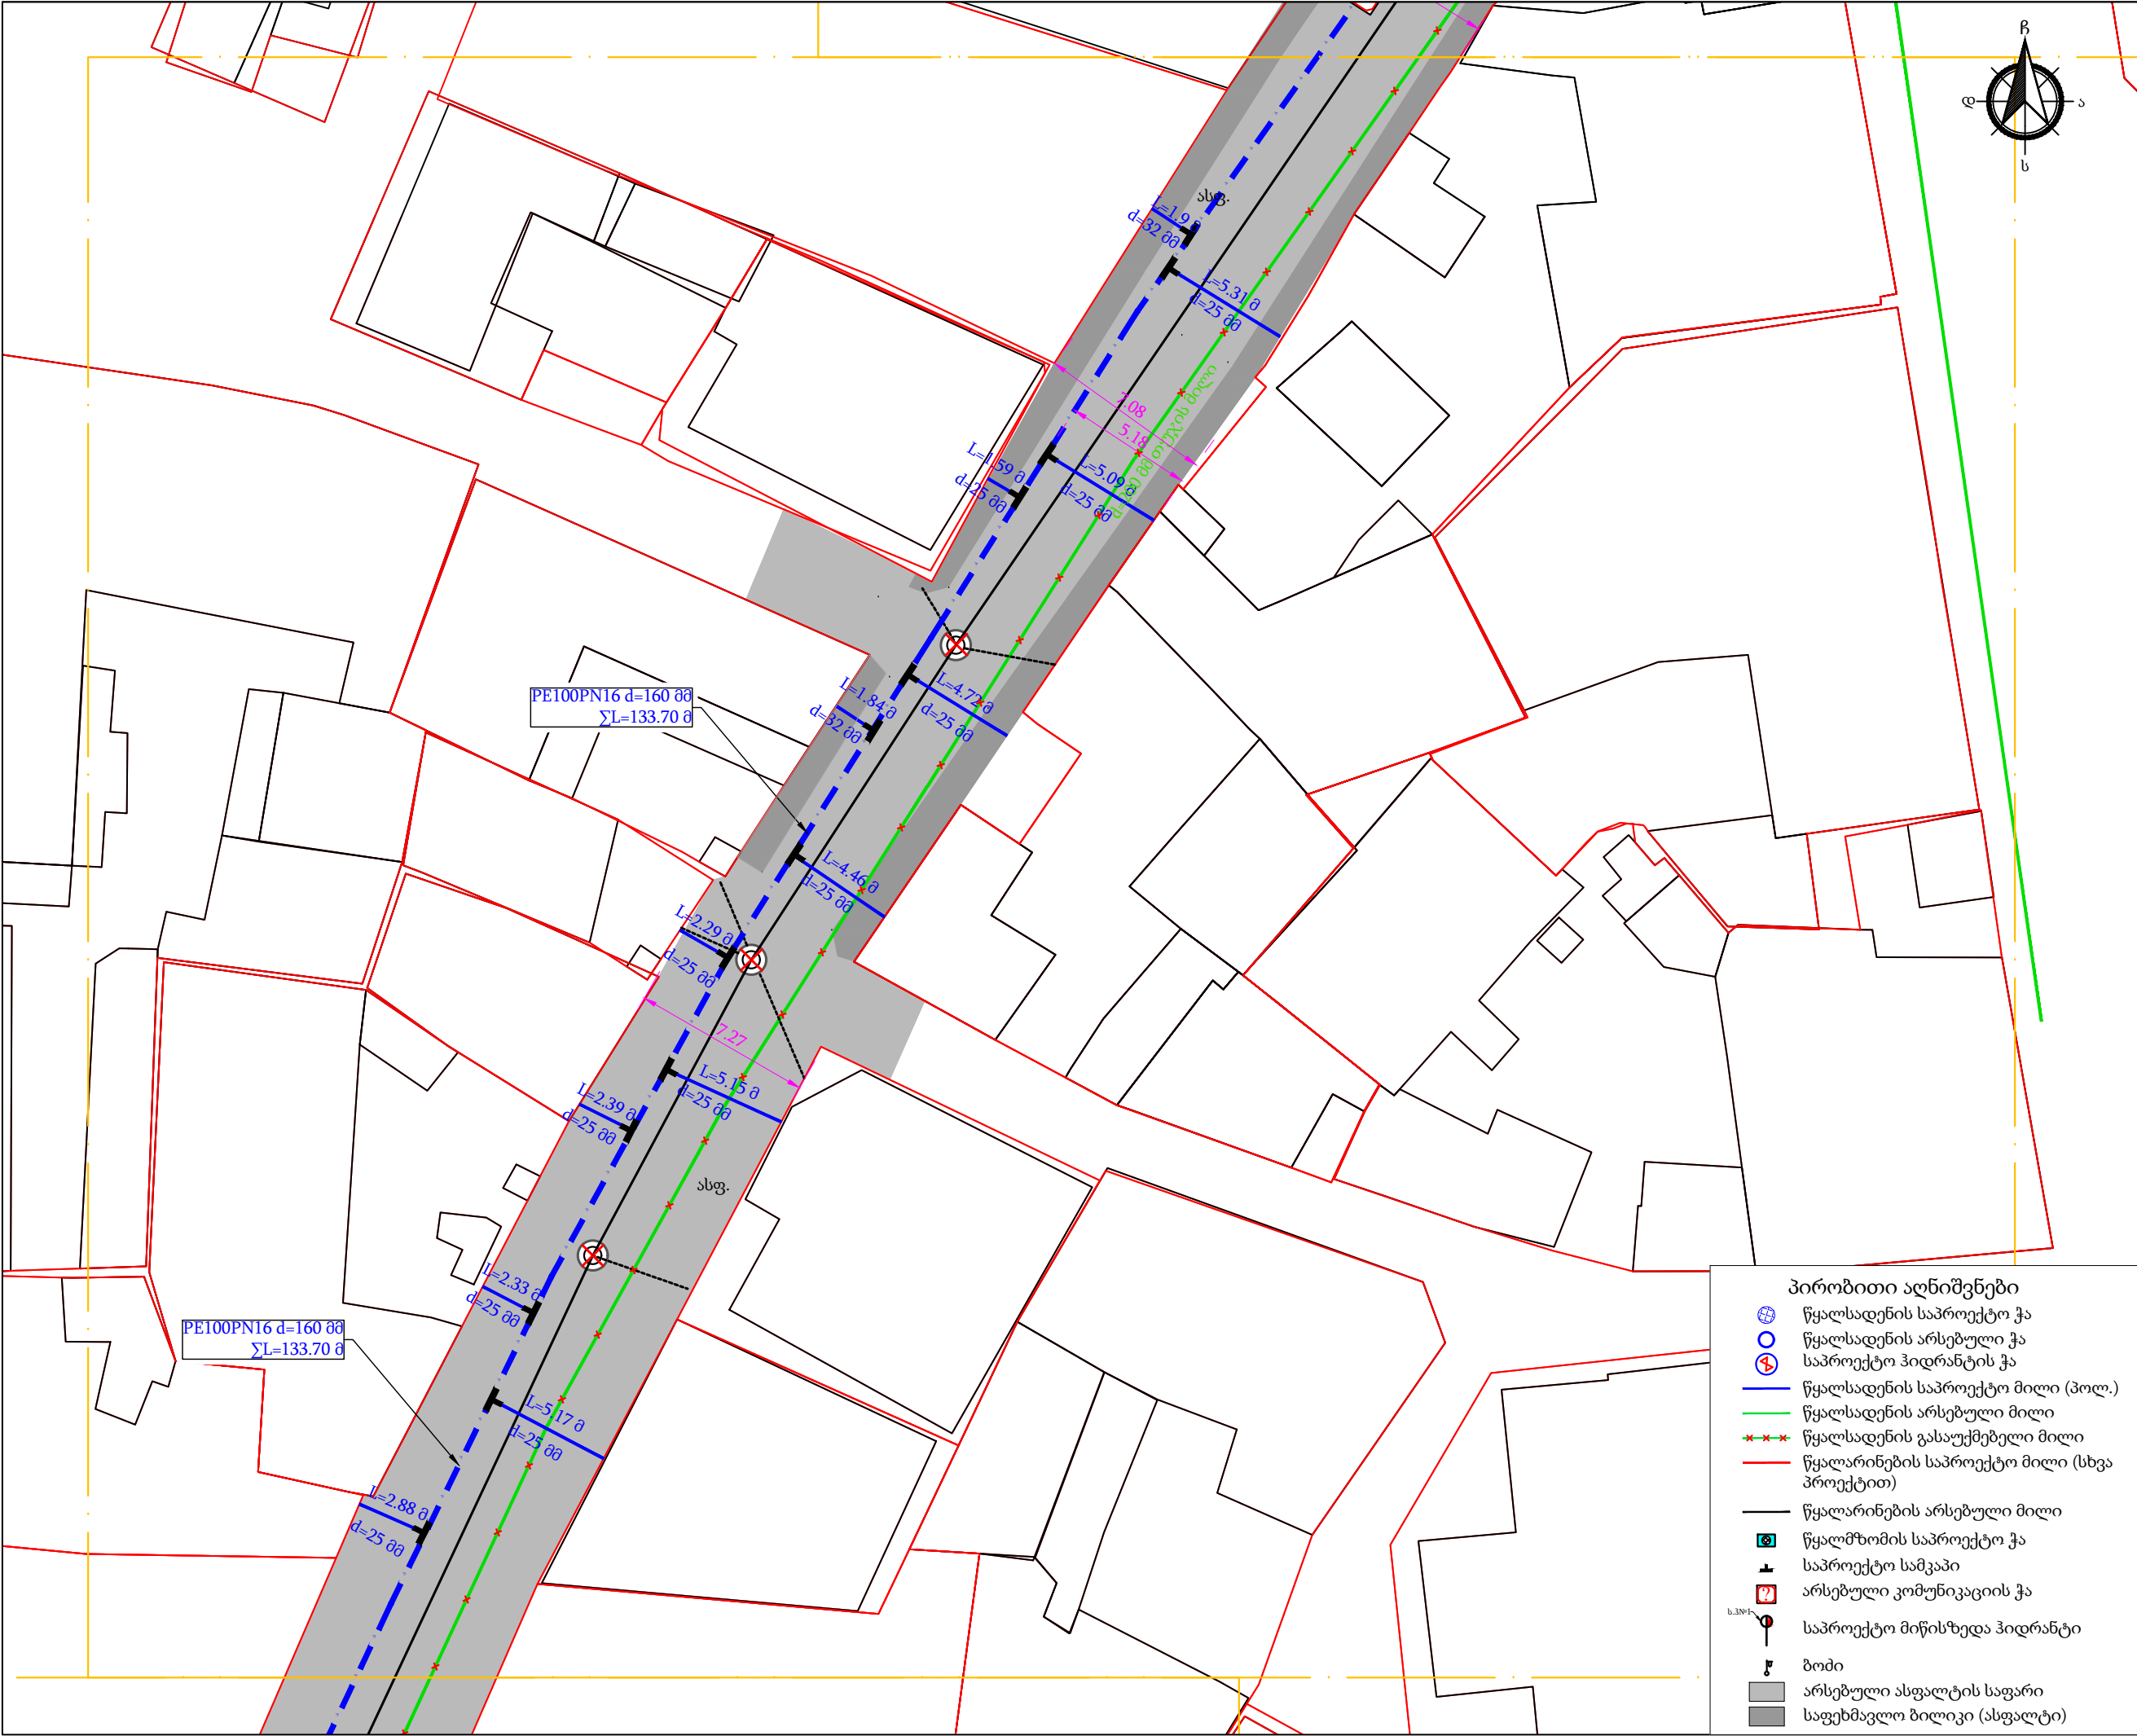 ჩ
დ
ა
ს
ასფ.
L=1.9
d=32 მმ
L=5.31 მ
d=25 მმ
7.08
5.18
მმ თუჯის მილი
L=1.59 მ
d=25 მმ
L=5.09 მ
d=25 მმ
PE100PN16 d=160 მმ
∑L=133.70 მ
L=1.84 მ
d=32 მმ
L=4.72 მ
d=25 მმ
L=4.46 მ
d=25 მმ
L=2.29 მ
d=25 მმ
7.27
L=5.15 მ
d=25 მმ
L=2.39 მ
d=25 მმ
ასფ.
L=2.33 მ
d=25 მმ
PE100PN16 d=160 მმ
∑L=133.70 მ
L=5.17 მ
d=25 მმ
L=2.88 მ
d=25 მმ
პირობითი აღნიშვნები
წყალსადენის საპროექტო ჭა
წყალსადენის არსებული ჭა
საპროექტო ჰიდრანტის ჭა
წყალსადენის საპროექტო მილი (პოლ.)
წყალსადენის არსებული მილი
წყალსადენის გასაუქმებელი მილი
წყალარინების საპროექტო მილი (სხვა
პროექტით)
წყალარინების არსებული მილი
წყალმზომის საპროექტო ჭა
საპროექტო სამკაპი
? არსებული კომუნიკაციის ჭა
საპროექტო მიწისზედა ჰიდრანტი
ბოძი
არსებული ასფალტის საფარი
საფეხმავლო ბილიკი (ასფალტი)